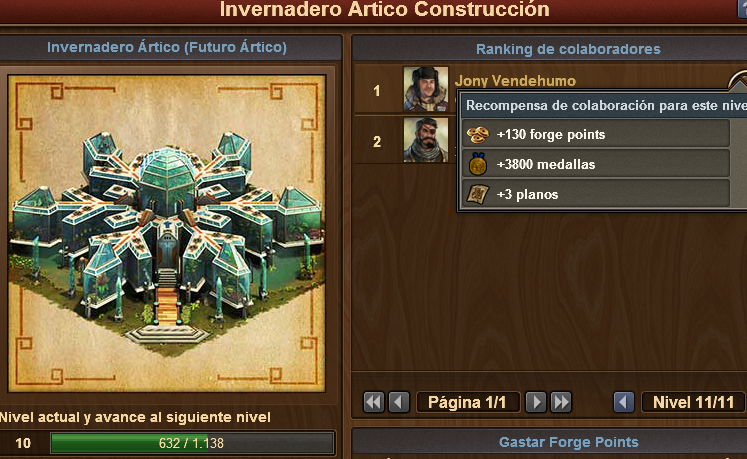 Invernadero Artico Construcción
Invernadero Ártico (Futuro Ártico)
Ranking de colaboradores
1
Jony Vendehumo
Recompensa de colaboración para este nive
+130 forge points
2
+3800 medallas
+3 planos
Página 1/1
Nivel 11/11
Nivel actual y avance al siguiente nivel
10
632 / 1.138
Gastar Forge Points